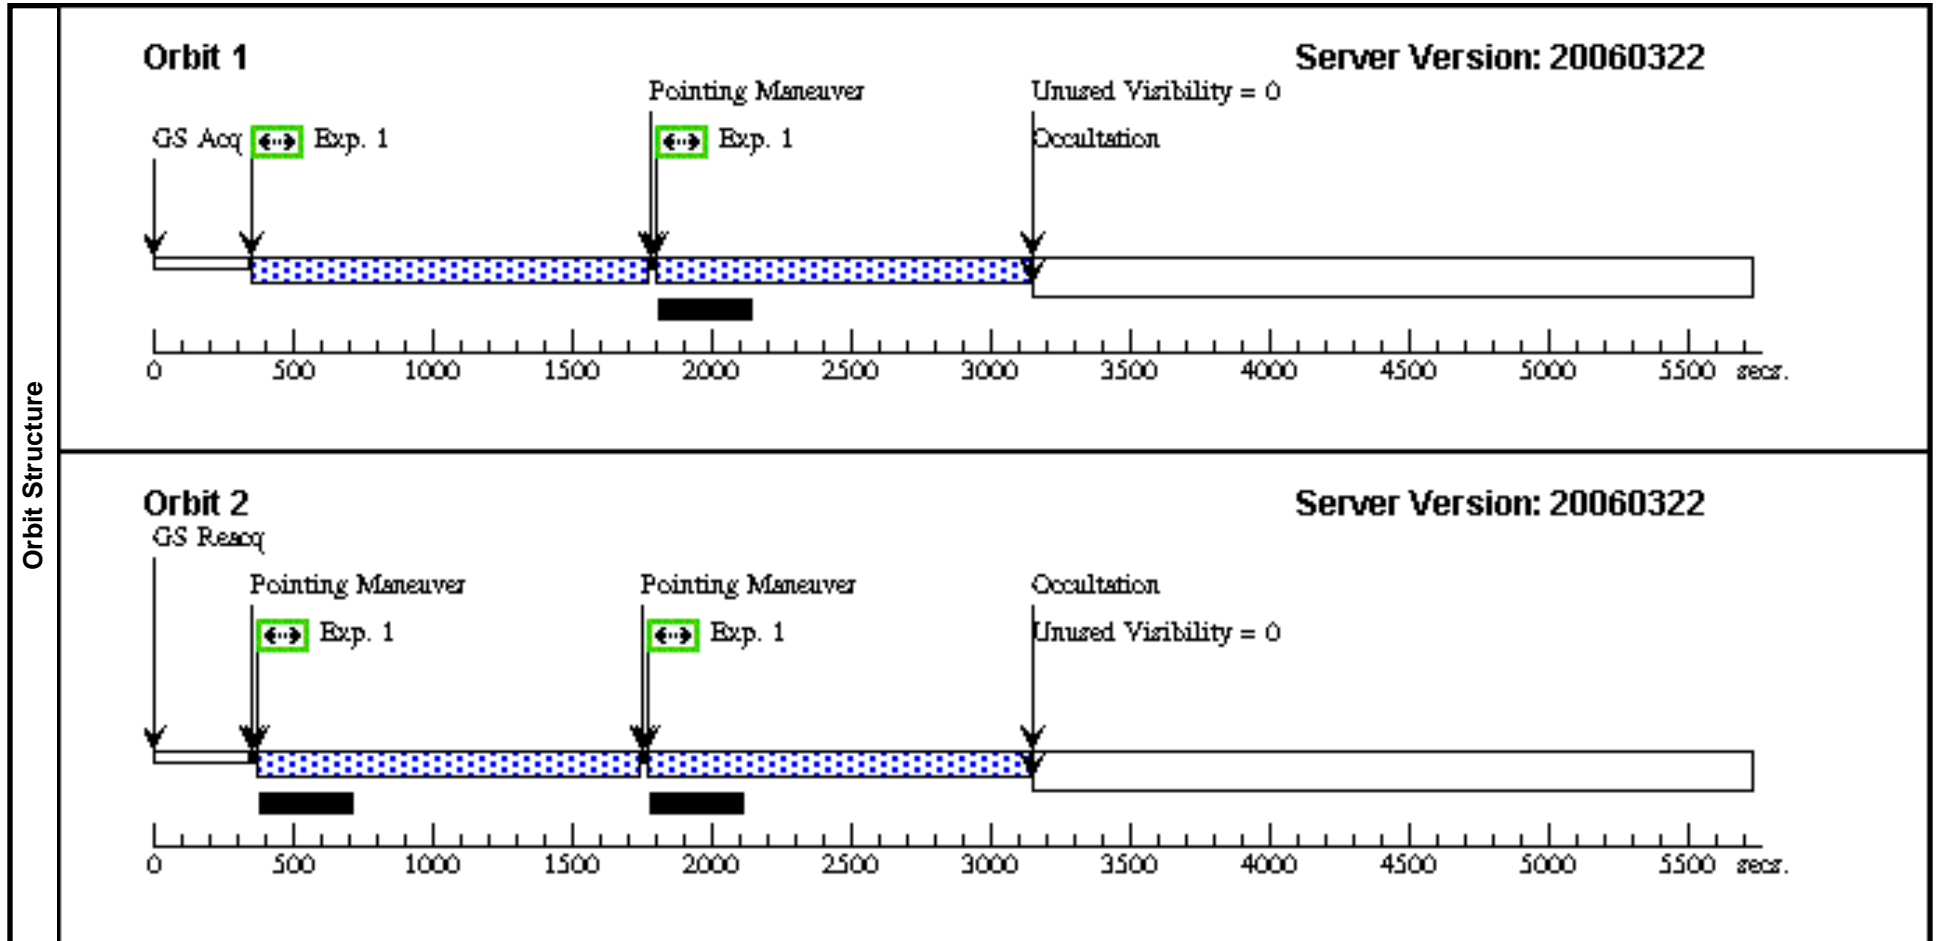 Orbit Structure
Orbit 1
Server Version: 20060322
Pointing Maneuver
Unused Visibility = 0
GS Acq
Exp. 1
Exp. 1
Occultation
0 500 1000 1500 2000 2500 3000 3500 4000 4500 5000 5500 secs.
Orbit 2
Server Version: 20060322
GS Reacq
Pointing Maneuver
Pointing Maneuver
Occultation
Exp. 1
Exp. 1
Unused Visibility = 0
0 500 1000 1500 2000 2500 3000 3500 4000 4500 5000 5500 secs.